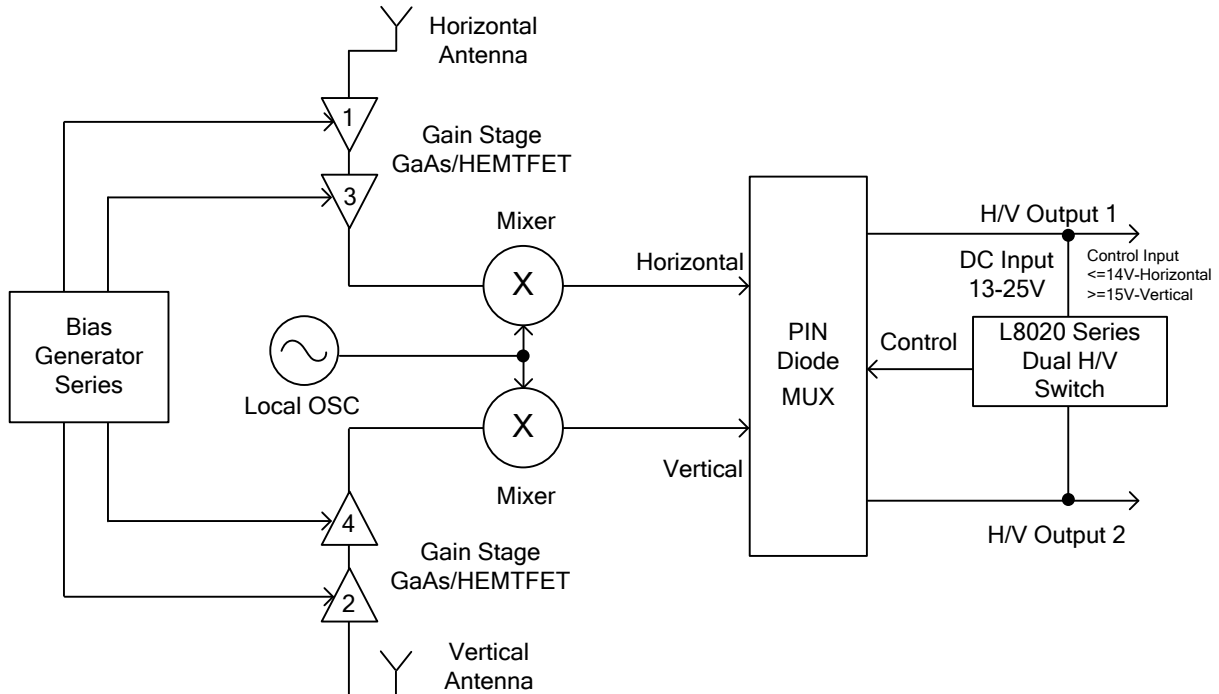 Horizontal
Antenna
1
Gain Stage
GaAs/HEMTFET
3
Mixer
X
Horizontal
H/V Output 1
DC Input
13-25V
Control Input
<=14V-Horizontal
>=15V-Vertical
Bias
Generator
Series
Local OSC
PIN
Diode
MUX
Control
L8020 Series
Dual H/V
Switch
X
Vertical
Mixer
4
Gain Stage
GaAs/HEMTFET
2
H/V Output 2
Vertical
Antenna